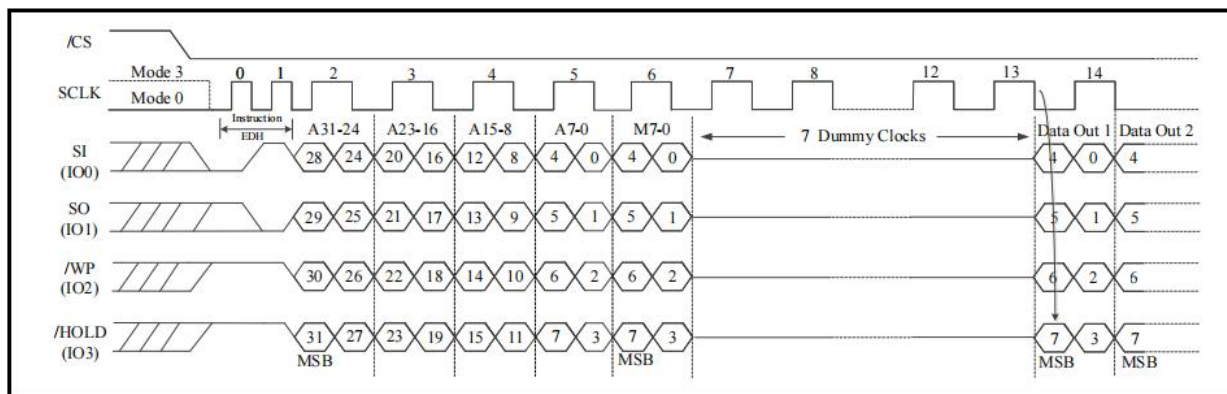 /CS
Mode 3 0 1 2 3 4 5 6 7 8 12 13 14
SCLK
Mode 0
Instruction A31-24 A23-16 A15-8 A7-0 M7-0 7 Dummy Clocks Data Out 1 Data Out 2
EDH
SI 28 24 20 16 12 8 4 0 4 0 4 0 4
(IO0)
SO 29 25 21 17 13 9 5 1 5 1 5 1 5
(IO1)
/WP 30 26 22 18 14 10 6 2 6 2 6 2 6
(IO2)
/HOLD 31 27 23 19 15 11 7 3 7 3 7 3 7
(IO3)
MSB MSB MSB MSB